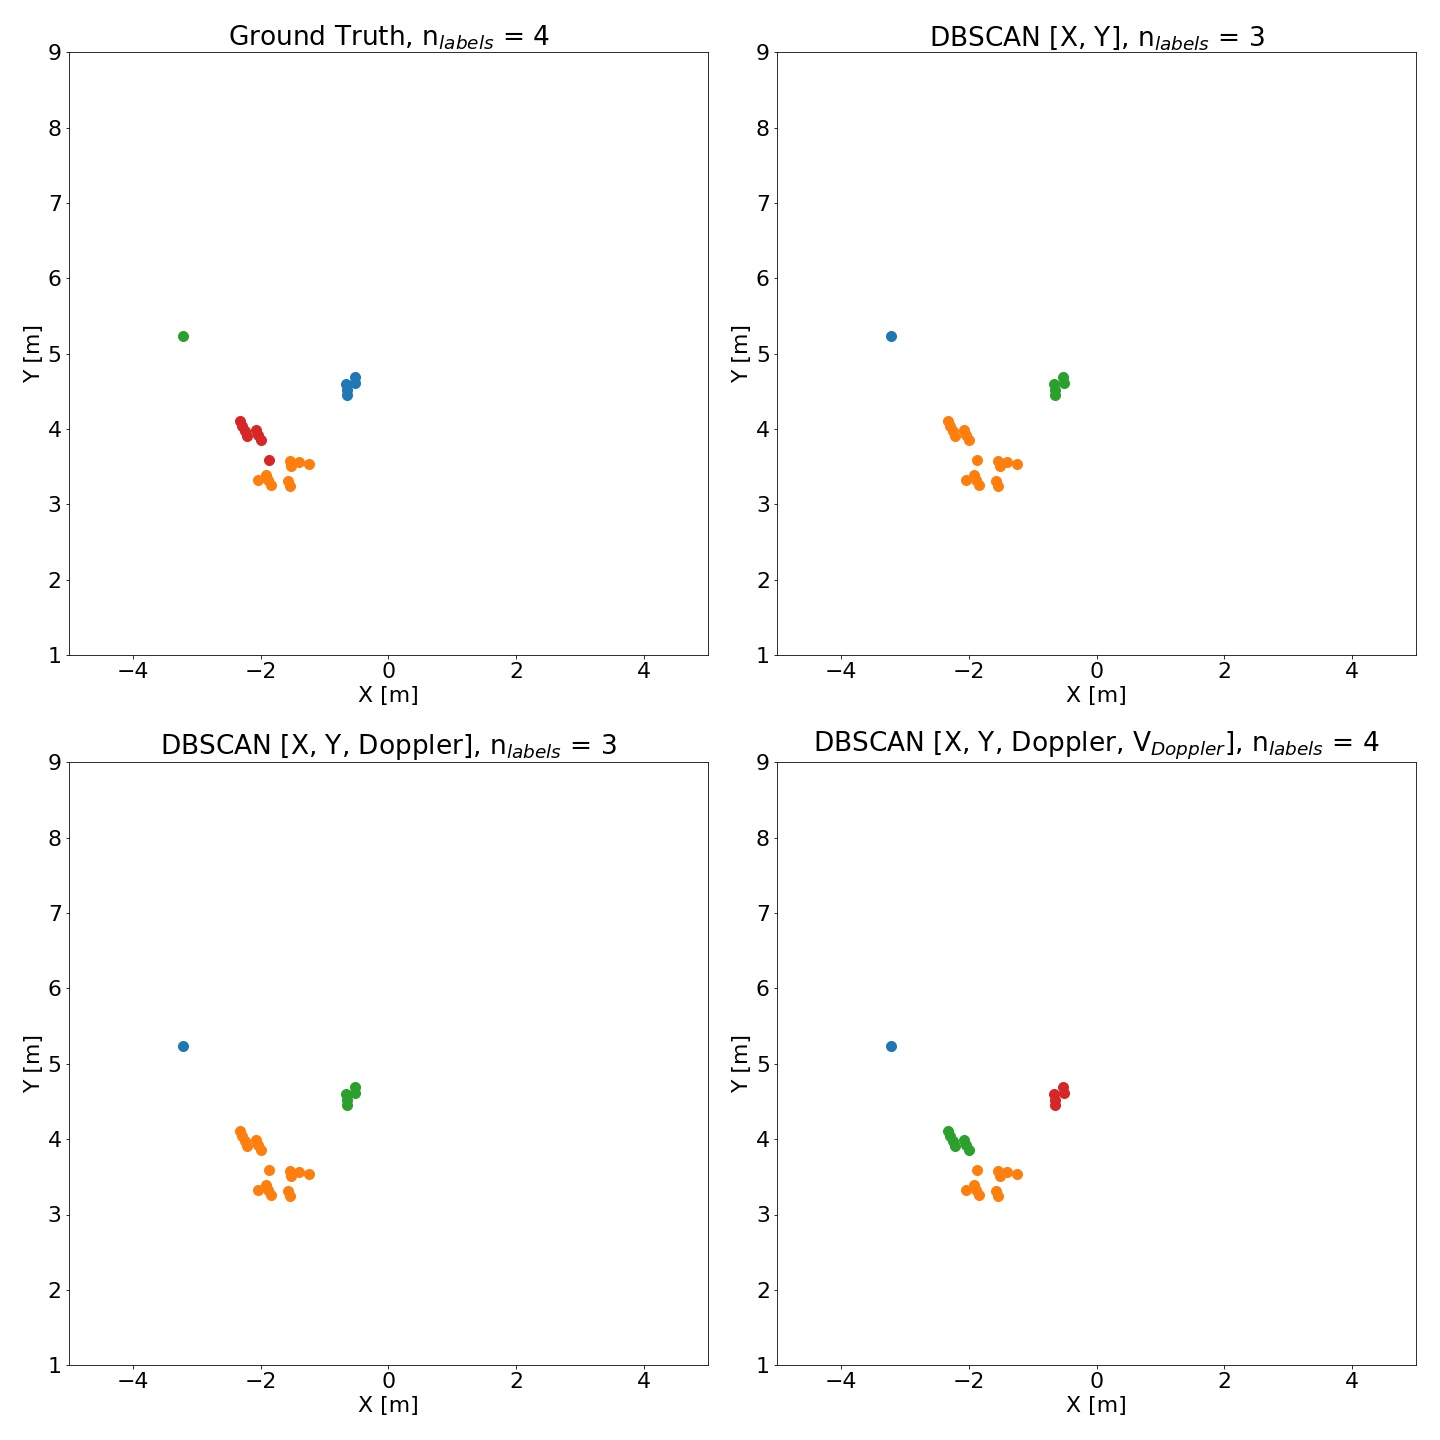 Ground Truth, n_labels = 4
9
8
7
6
5
4
3
2
1
Y [m]
−4 −2 0 2 4
X [m]
DBSCAN [X, Y], n_labels = 3
9
8
7
6
5
4
3
2
1
Y [m]
−4 −2 0 2 4
X [m]
DBSCAN [X, Y, Doppler], n_labels = 3
9
8
7
6
5
4
3
2
1
Y [m]
−4 −2 0 2 4
X [m]
DBSCAN [X, Y, Doppler, V_Doppler], n_labels = 4
9
8
7
6
5
4
3
2
1
Y [m]
−4 −2 0 2 4
X [m]